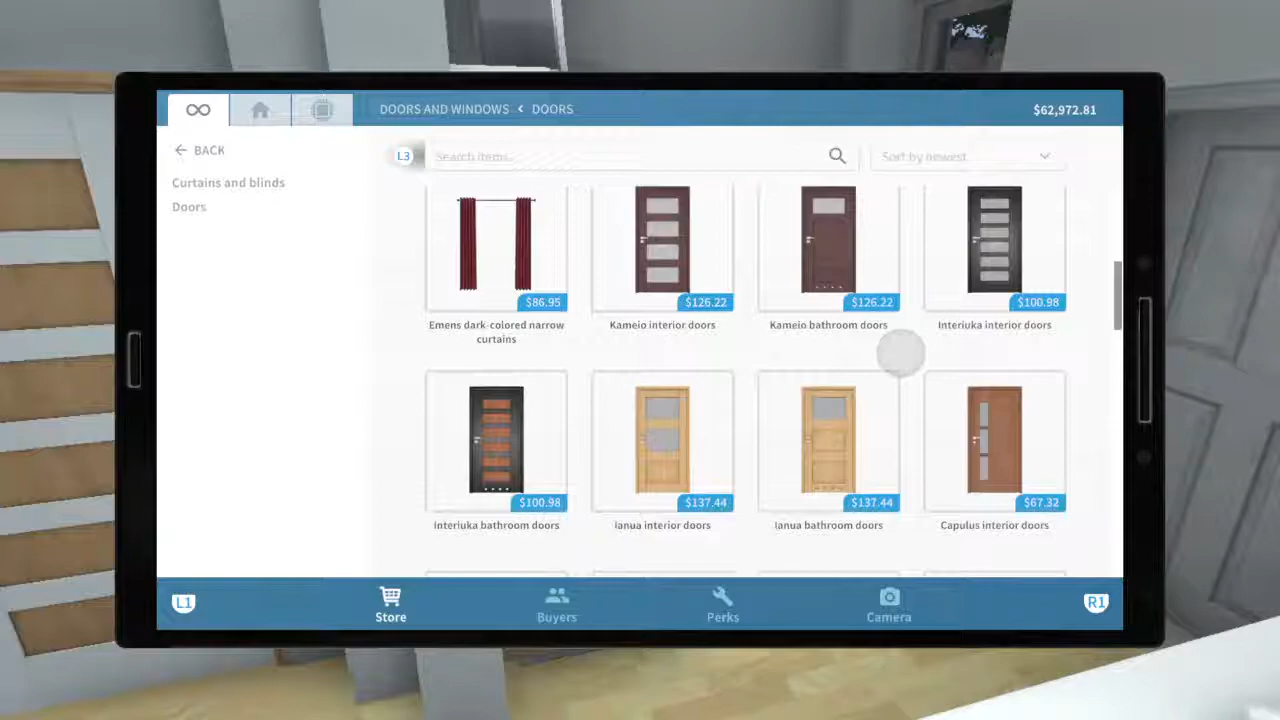 DOORS AND WINDOWS < DOORS
$62,972.81
BACK
L3
Search items...
Sort by newest
Curtains and blinds
Doors
$86.95
$126.22
$126.22
$100.98
Emens dark-colored narrow
curtains
Kameio interior doors
Kameio bathroom doors
Interiuka interior doors
$100.98
$137.44
$137.44
$67.32
Interiuka bathroom doors
Ianua interior doors
Ianua bathroom doors
Capulus interior doors
L1
Store
Buyers
Perks
Camera
R1